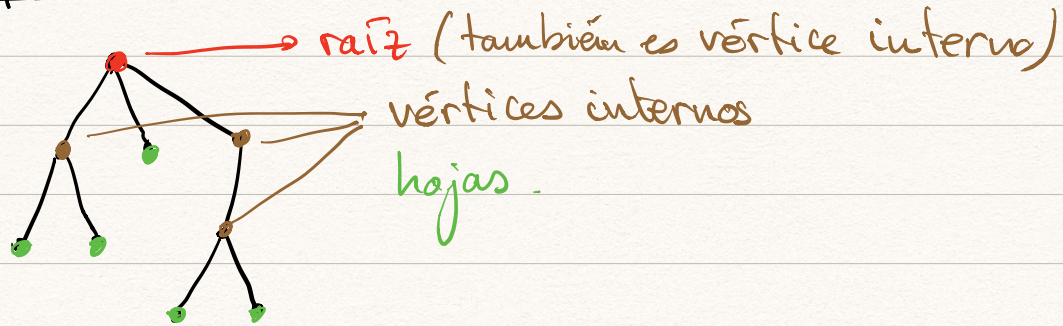 raíz (también es vértice interno)
vértices internos
hojas.